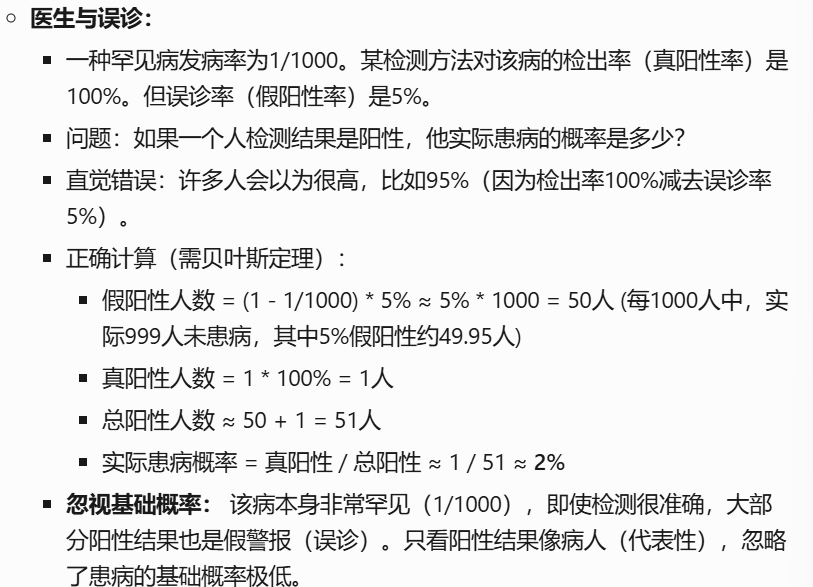 医生与误诊：
一种罕见病发病率为1/1000。某检测方法对该病的检出率（真阳性率）是
100%。但误诊率（假阳性率）是5%。
问题：如果一个人检测结果是阳性，他实际患病的概率是多少？
直觉错误：许多人会以为很高，比如95%（因为检出率100%减去误诊率
5%）。
正确计算（需贝叶斯定理）：
假阳性人数 = (1 - 1/1000) * 5% ≈ 5% * 1000 = 50人 (每1000人中，实
际999人未患病，其中5%假阳性约49.95人)
真阳性人数 = 1 * 100% = 1人
总阳性人数 ≈ 50 + 1 = 51人
实际患病概率 = 真阳性 / 总阳性 ≈ 1 / 51 ≈ 2%
忽视基础概率： 该病本身非常罕见（1/1000），即使检测很准确，大部
分阳性结果也是假警报（误诊）。只看阳性结果像病人（代表性），忽略
了患病的基础概率极低。